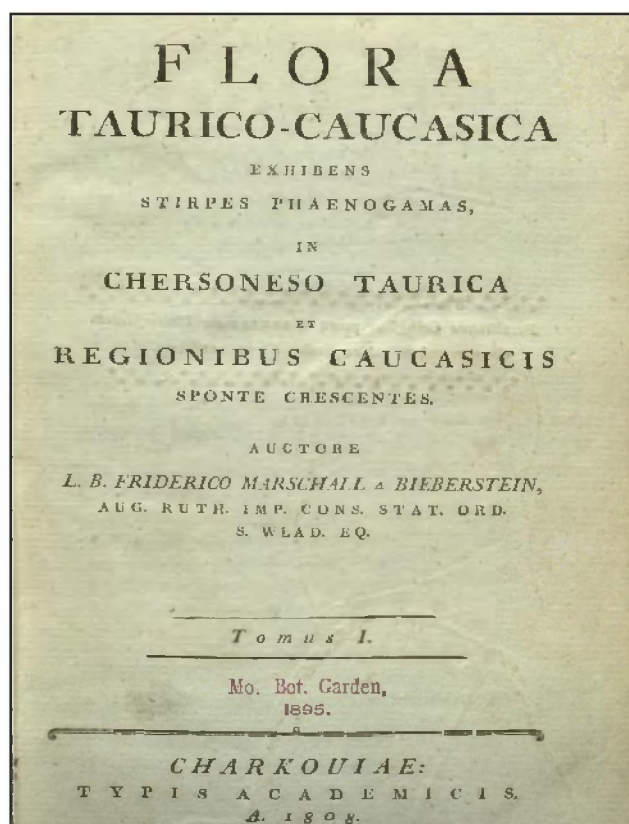 FLORA
TAURICO-CAUCASICA
EXHIBENS
STIRPES PHAENOGAMAS,
IN
CHERSONESO TAURICA
ET
REGIONIBUS CAUCASICIS
SPONTE CRESCENTES.
AUCTORE
L. B. FRIDERICO MARSCHALL a BIEBERSTEIN,
AUG. RUTH. IMP. CONS. STAT. ORD.
S. WLAD. EQ.
Tomus I.
Mo. Bot. Garden,
1895.
CHARKOUIAE:
TYPIS ACADEMICIS.
A. 1808.